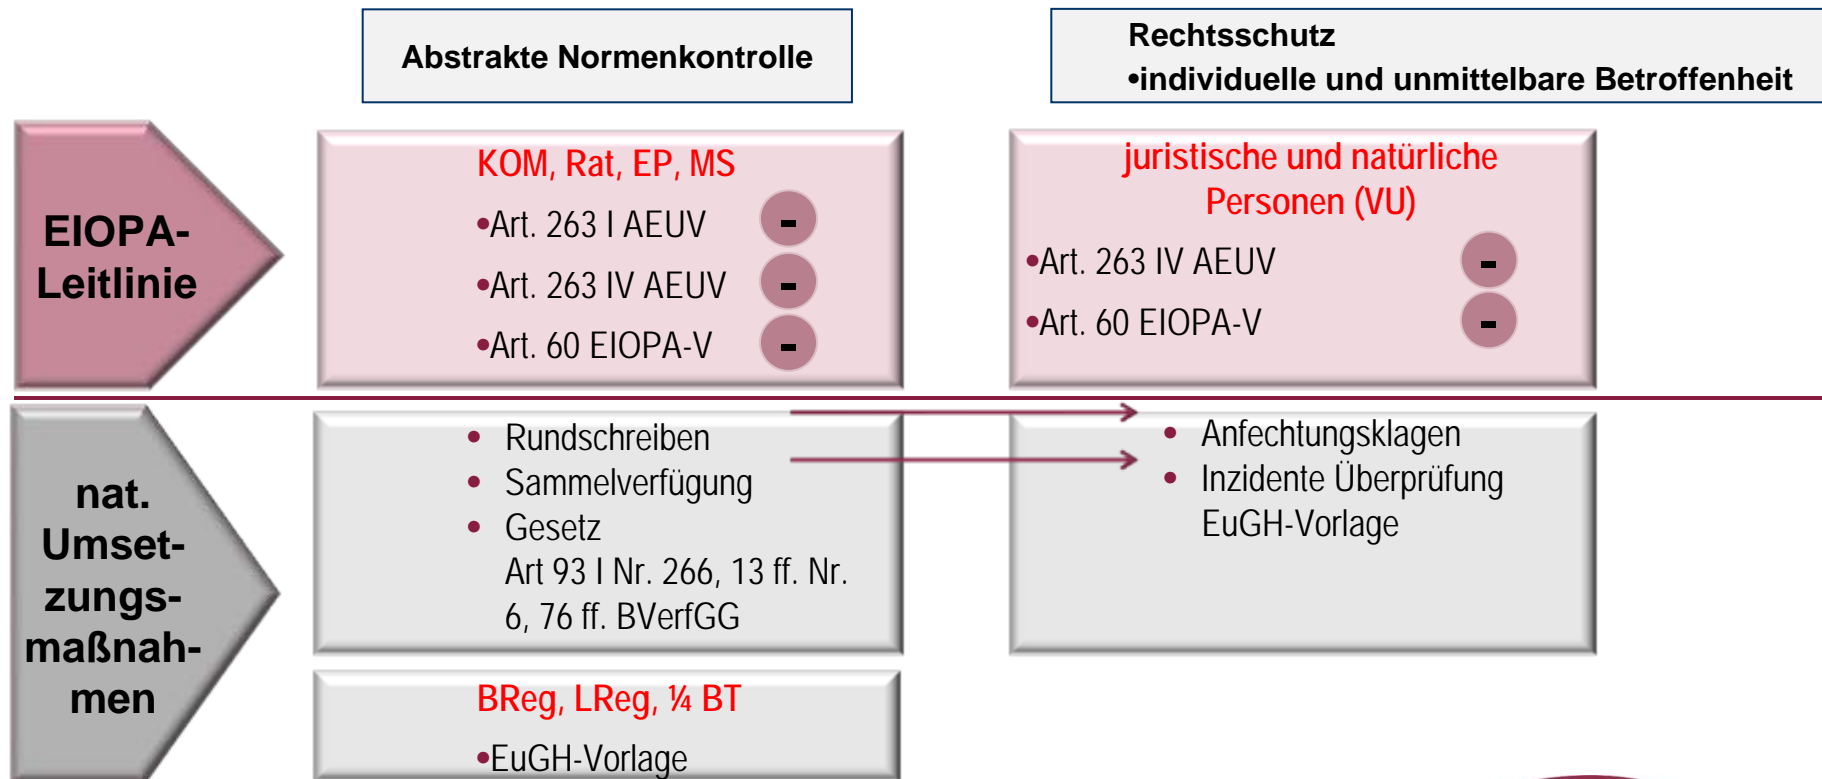 Abstrakte Normenkontrolle
Rechtsschutz
•individuelle und unmittelbare Betroffenheit
EIOPA-
Leitlinie
KOM, Rat, EP, MS
•Art. 263 I AEUV -
•Art. 263 IV AEUV -
•Art. 60 EIOPA-V -
juristische und natürliche
Personen (VU)
•Art. 263 IV AEUV -
•Art. 60 EIOPA-V -
nat.
Umset-
zungs-
maßnah-
men
• Rundschreiben
• Sammelverfügung
• Gesetz
Art 93 I Nr. 266, 13 ff. Nr.
6, 76 ff. BVerfGG
• Anfechtungsklagen
• Inzidente Überprüfung
EuGH-Vorlage
BReg, LReg, ¼ BT
•EuGH-Vorlage